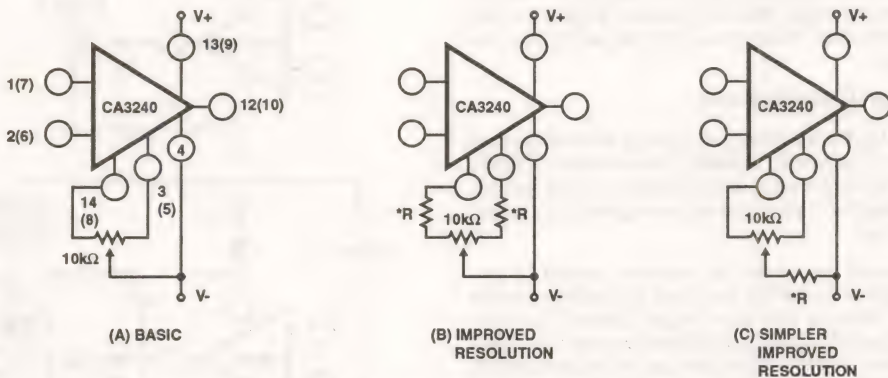 V+
13(9)
1(7)
CA3240
12(10)
2(6)
4
3
(5)
14
(8)
10kΩ
V-
(A) BASIC
V+
CA3240
*R
10kΩ
*R
V-
(B) IMPROVED
RESOLUTION
V+
CA3240
10kΩ
*R
V-
(C) SIMPLER
IMPROVED
RESOLUTION